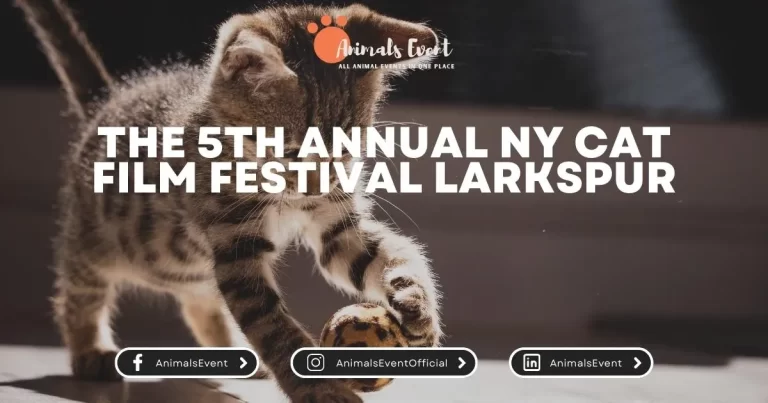 Animals Event
ALL ANIMAL EVENTS IN ONE PLACE
THE 5TH ANNUAL NY CAT
FILM FESTIVAL LARKSPUR
AnimalsEvent
AnimalsEventOfficial
AnimalsEvent